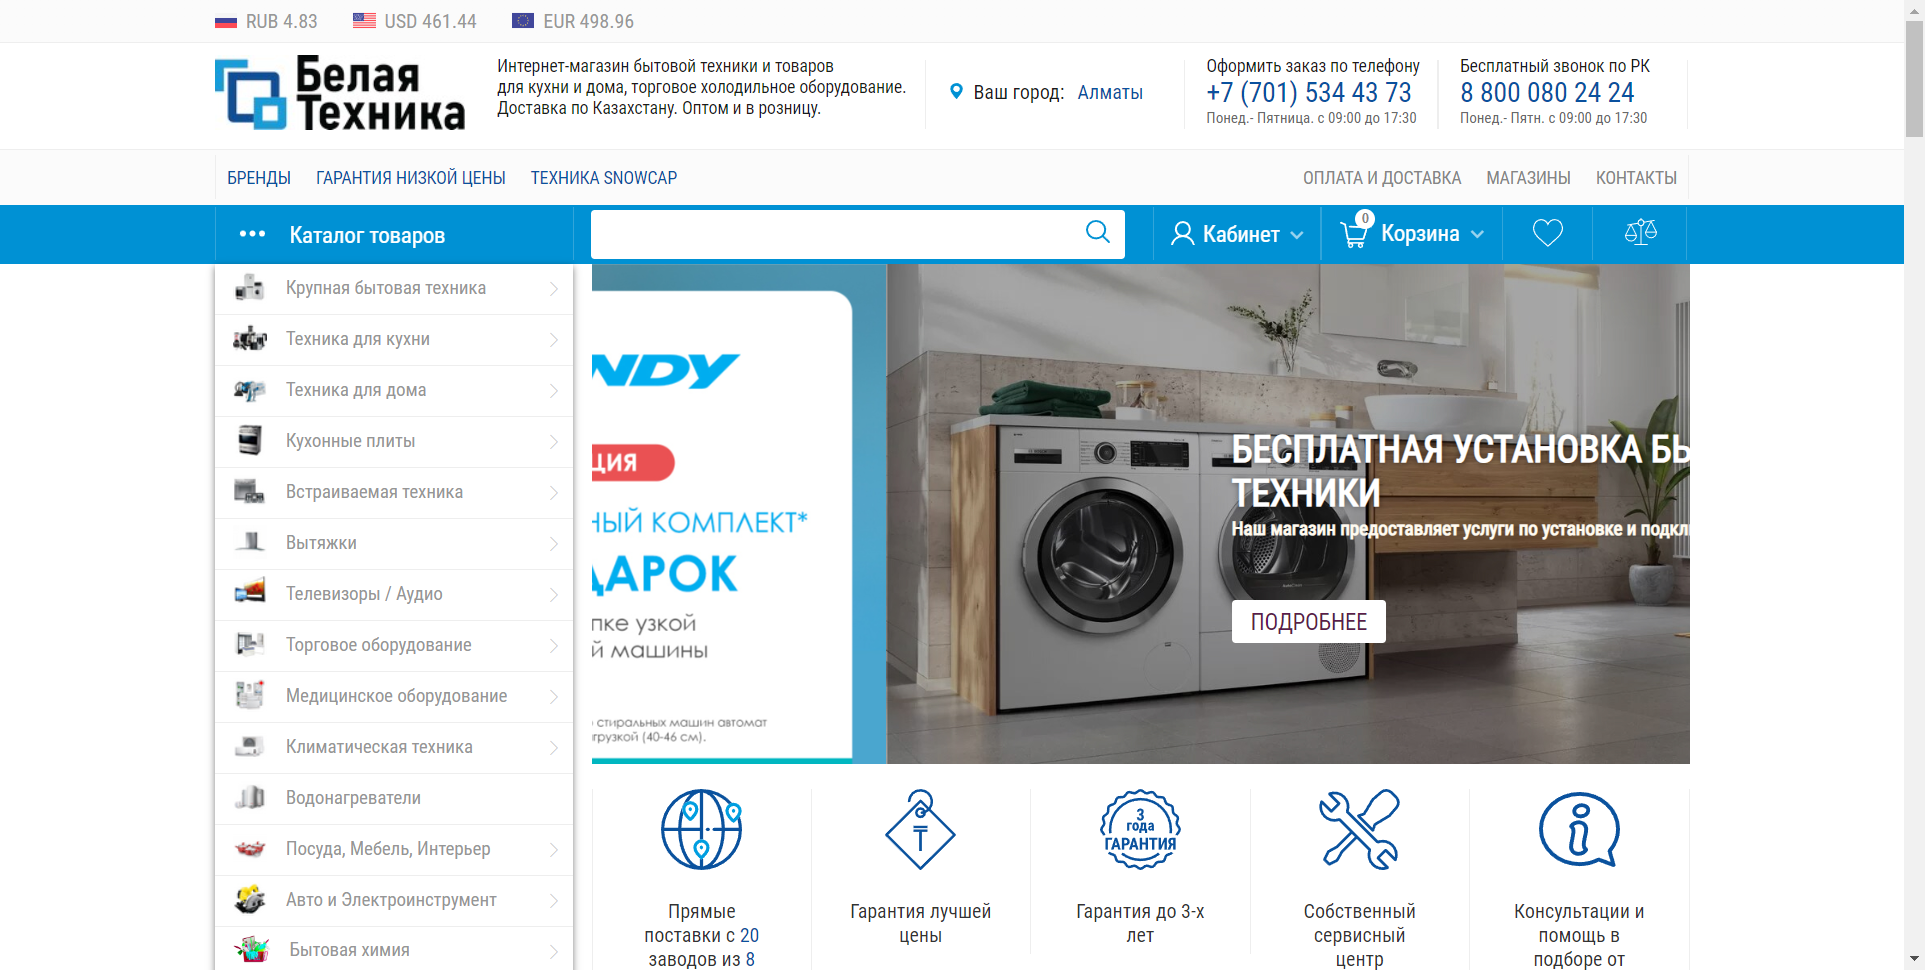 RUB 4.83
USD 461.44
EUR 498.96
Белая
Техника
Интернет-магазин бытовой техники и товаров
для кухни и дома, торговое холодильное оборудование.
Доставка по Казахстану. Оптом и в розницу.
Ваш город: Алматы
Оформить заказ по телефону
+7 (701) 534 43 73
Понед.- Пятница. с 09:00 до 17:30
Бесплатный звонок по РК
8 800 080 24 24
Понед.- Пятн. с 09:00 до 17:30
БРЕНДЫ
ГАРАНТИЯ НИЗКОЙ ЦЕНЫ
ТЕХНИКА SNOWCAP
ОПЛАТА И ДОСТАВКА
МАГАЗИНЫ
КОНТАКТЫ
Каталог товаров
Кабинет
0
Корзина
Крупная бытовая техника
Техника для кухни
Техника для дома
Кухонные плиты
Встраиваемая техника
Вытяжки
Телевизоры / Аудио
Торговое оборудование
Медицинское оборудование
Климатическая техника
Водонагреватели
Посуда, Мебель, Интерьер
Авто и Электроинструмент
Бытовая химия
NDY
ЦИЯ
НЫЙ КОМПЛЕКТ*
ДАРОК
пке узкой
й машины
стиральных машин автомат
грузкой (40-46 см).
БЕСПЛАТНАЯ УСТАНОВКА БЫ
ТЕХНИКИ
Наш магазин предоставляет услуги по установке и подкл
ПОДРОБНЕЕ
3
года
ГАРАНТИЯ
Прямые
поставки с 20
заводов из 8
Гарантия лучшей
цены
Гарантия до 3-х
лет
Собственный
сервисный
центр
Консультации и
помощь в
подборе от